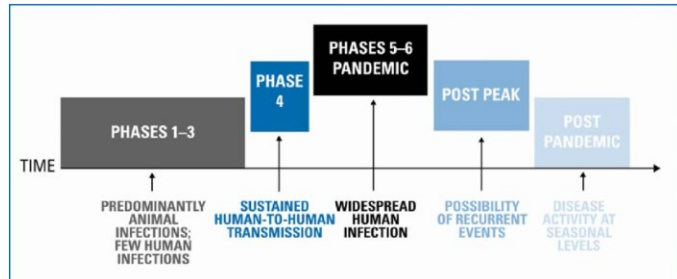 PHASES 5–6
PANDEMIC
PHASE
4
POST PEAK
PHASES 1–3
POST
PANDEMIC
TIME
PREDOMINANTLY
ANIMAL
INFECTIONS;
FEW HUMAN
INFECTIONS
SUSTAINED
HUMAN-TO-HUMAN
TRANSMISSION
WIDESPREAD
HUMAN
INFECTION
POSSIBILITY
OF RECURRENT
EVENTS
DISEASE
ACTIVITY AT
SEASONAL
LEVELS